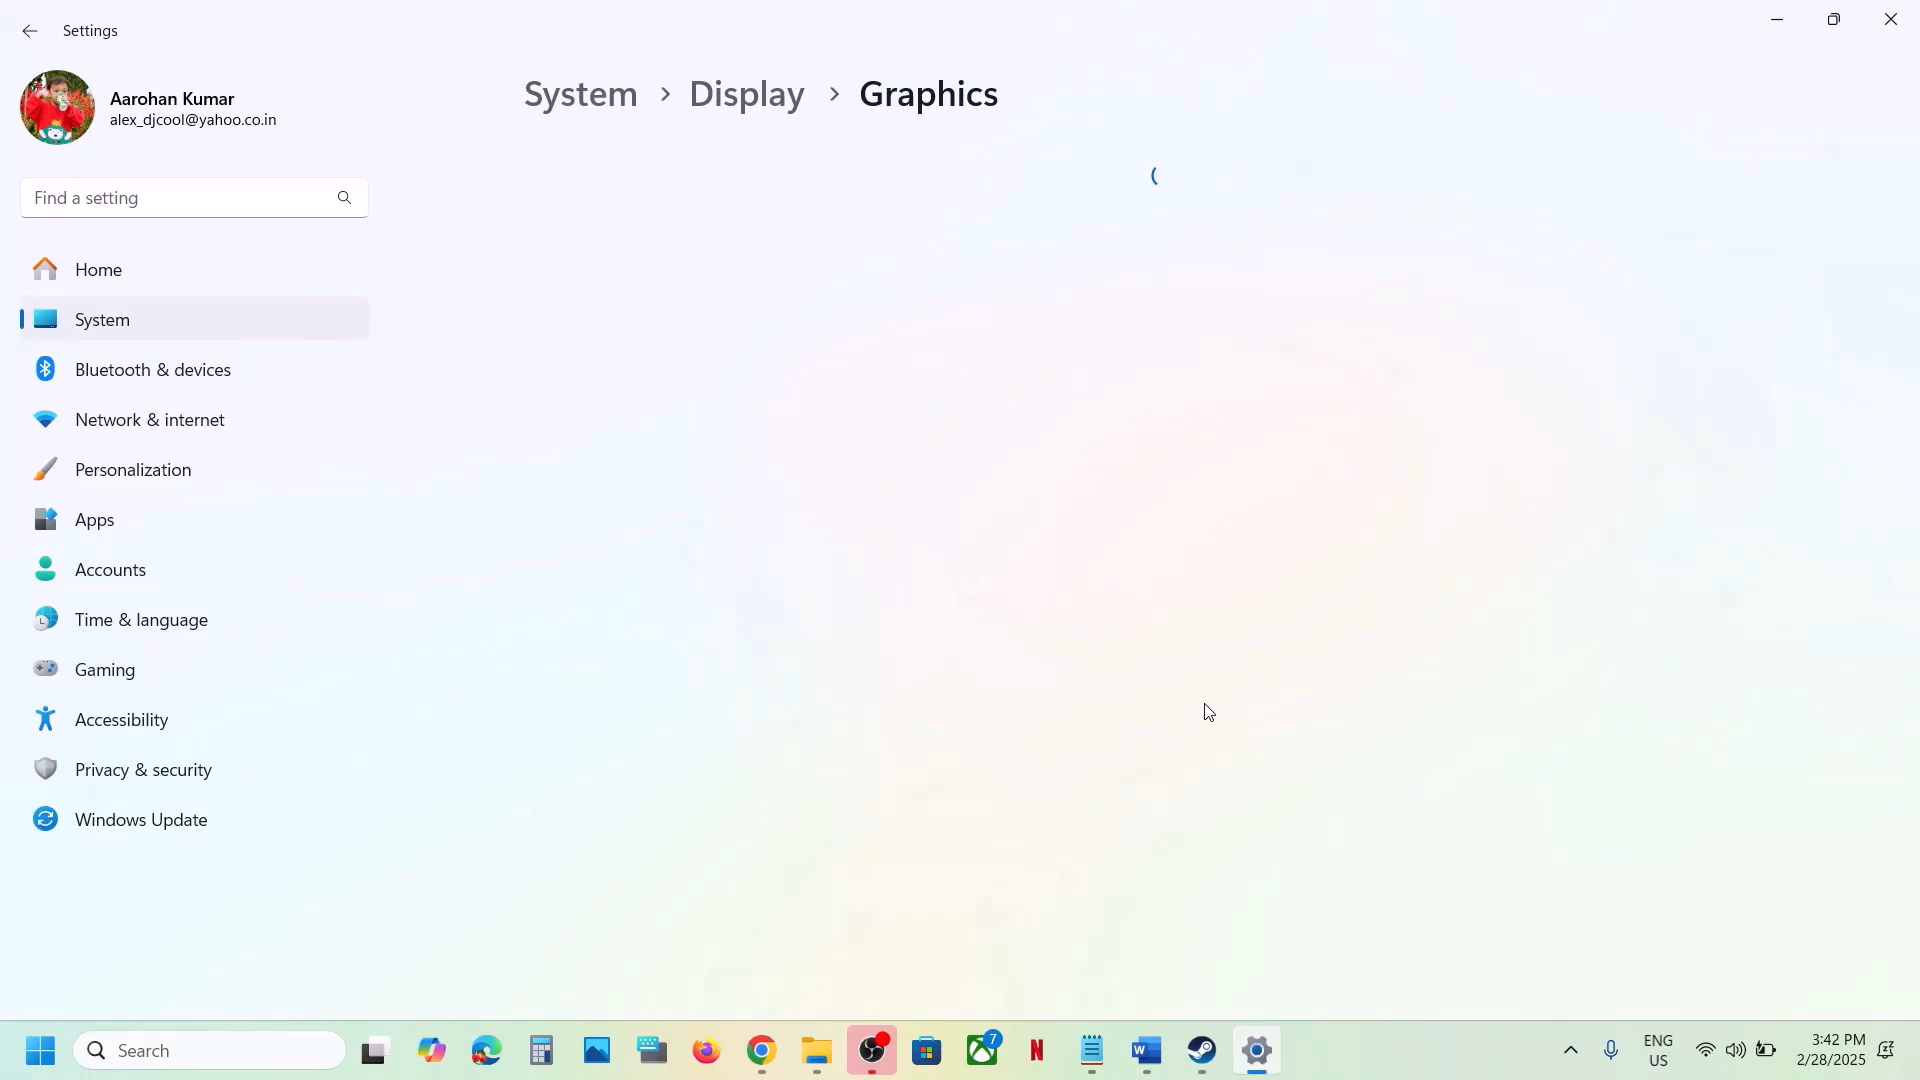 Settings
Aarohan Kumar
alex_djcool@yahoo.co.in
System > Display > Graphics
Find a setting
Home
System
Bluetooth & devices
Network & internet
Personalization
Apps
Accounts
Time & language
Gaming
Accessibility
Privacy & security
Windows Update
Search
7
N
W
ENG
US
3:42 PM
2/28/2025